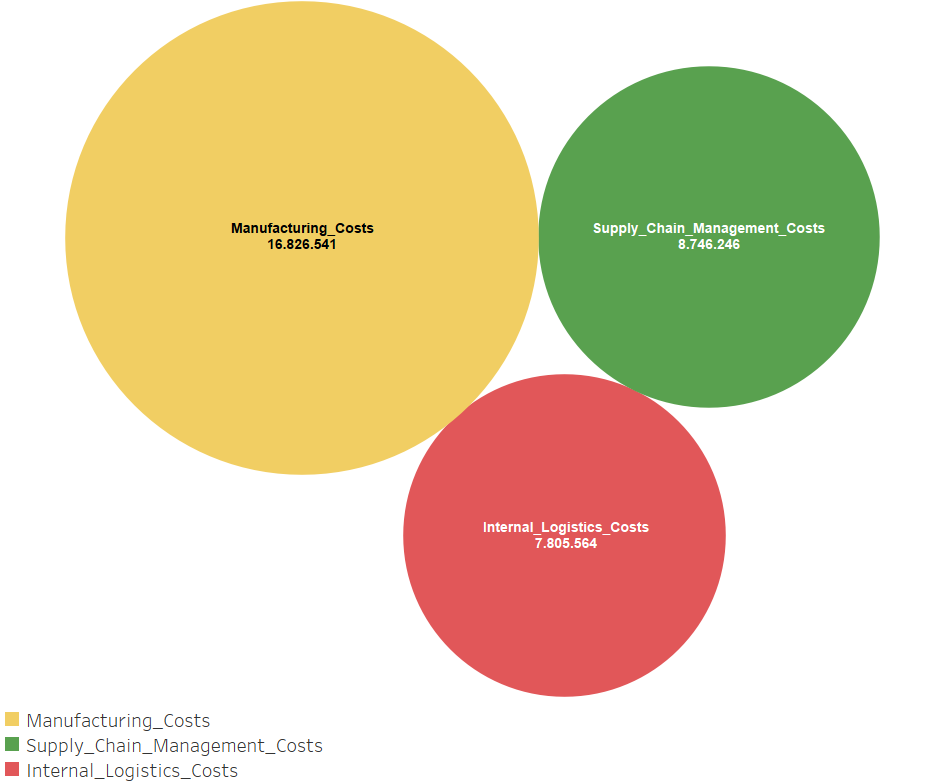 Manufacturing_Costs
16.826.541
Supply_Chain_Management_Costs
8.746.246
Internal_Logistics_Costs
7.805.564
Manufacturing_Costs
Supply_Chain_Management_Costs
Internal_Logistics_Costs